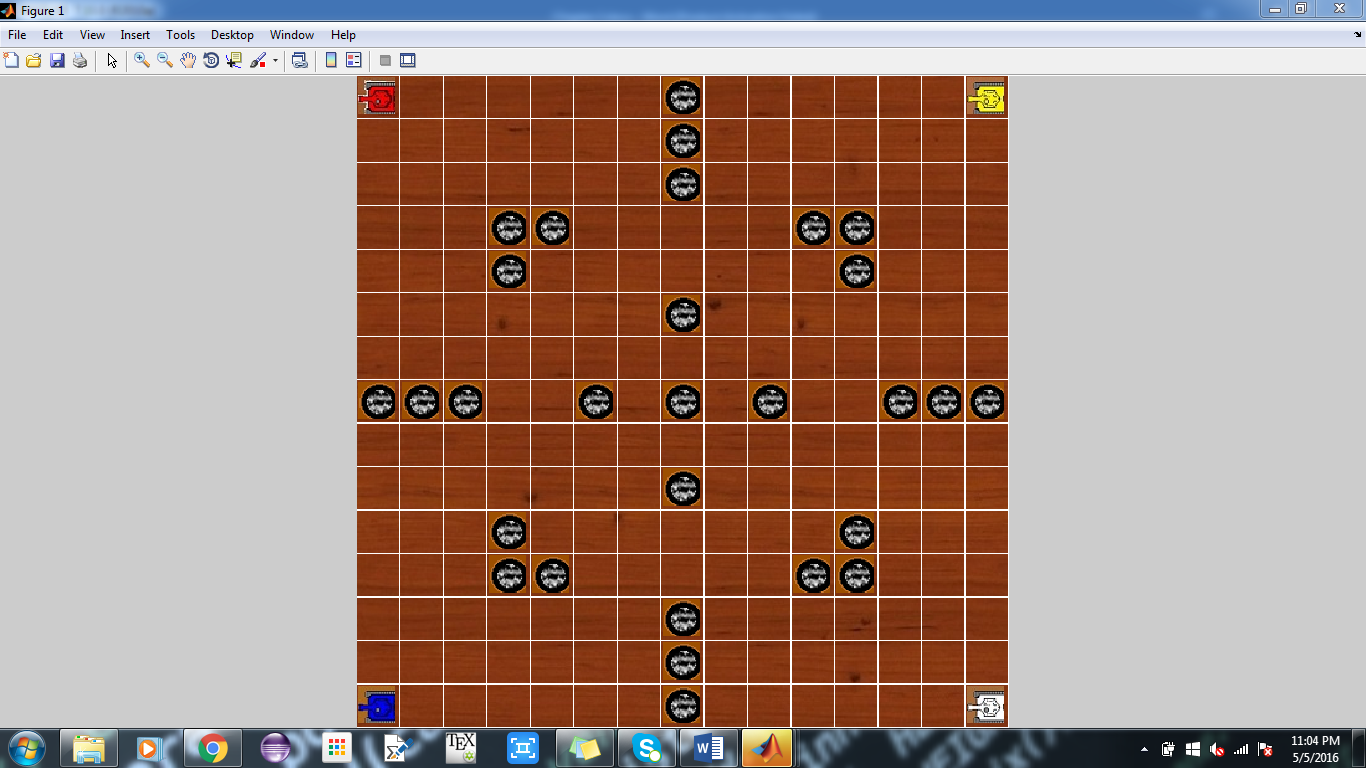 Figure 1
File Edit View Insert Tools Desktop Window Help
TEX
W
11:04 PM
5/5/2016